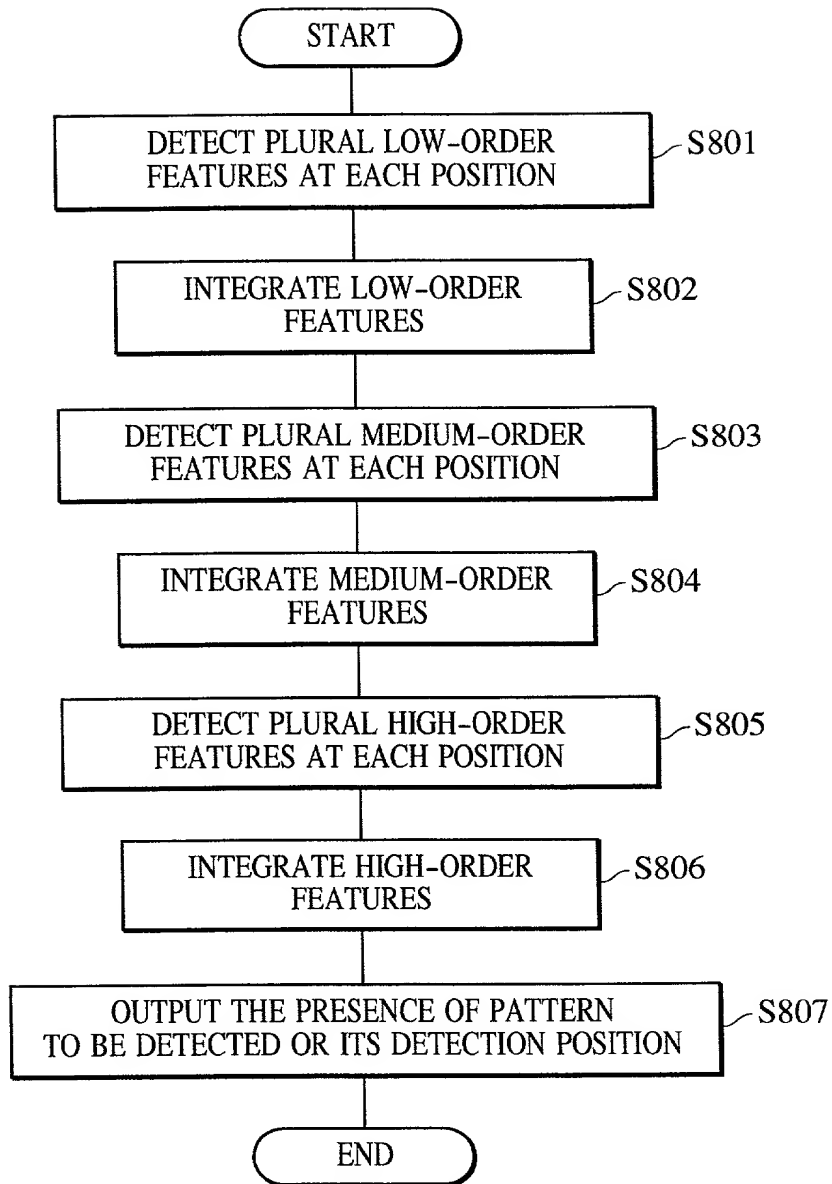 START
DETECT PLURAL LOW-ORDER
FEATURES AT EACH POSITION
S801
INTEGRATE LOW-ORDER
FEATURES
S802
DETECT PLURAL MEDIUM-ORDER
FEATURES AT EACH POSITION
S803
INTEGRATE MEDIUM-ORDER
FEATURES
S804
DETECT PLURAL HIGH-ORDER
FEATURES AT EACH POSITION
S805
INTEGRATE HIGH-ORDER
FEATURES
S806
OUTPUT THE PRESENCE OF PATTERN
TO BE DETECTED OR ITS DETECTION POSITION
S807
END